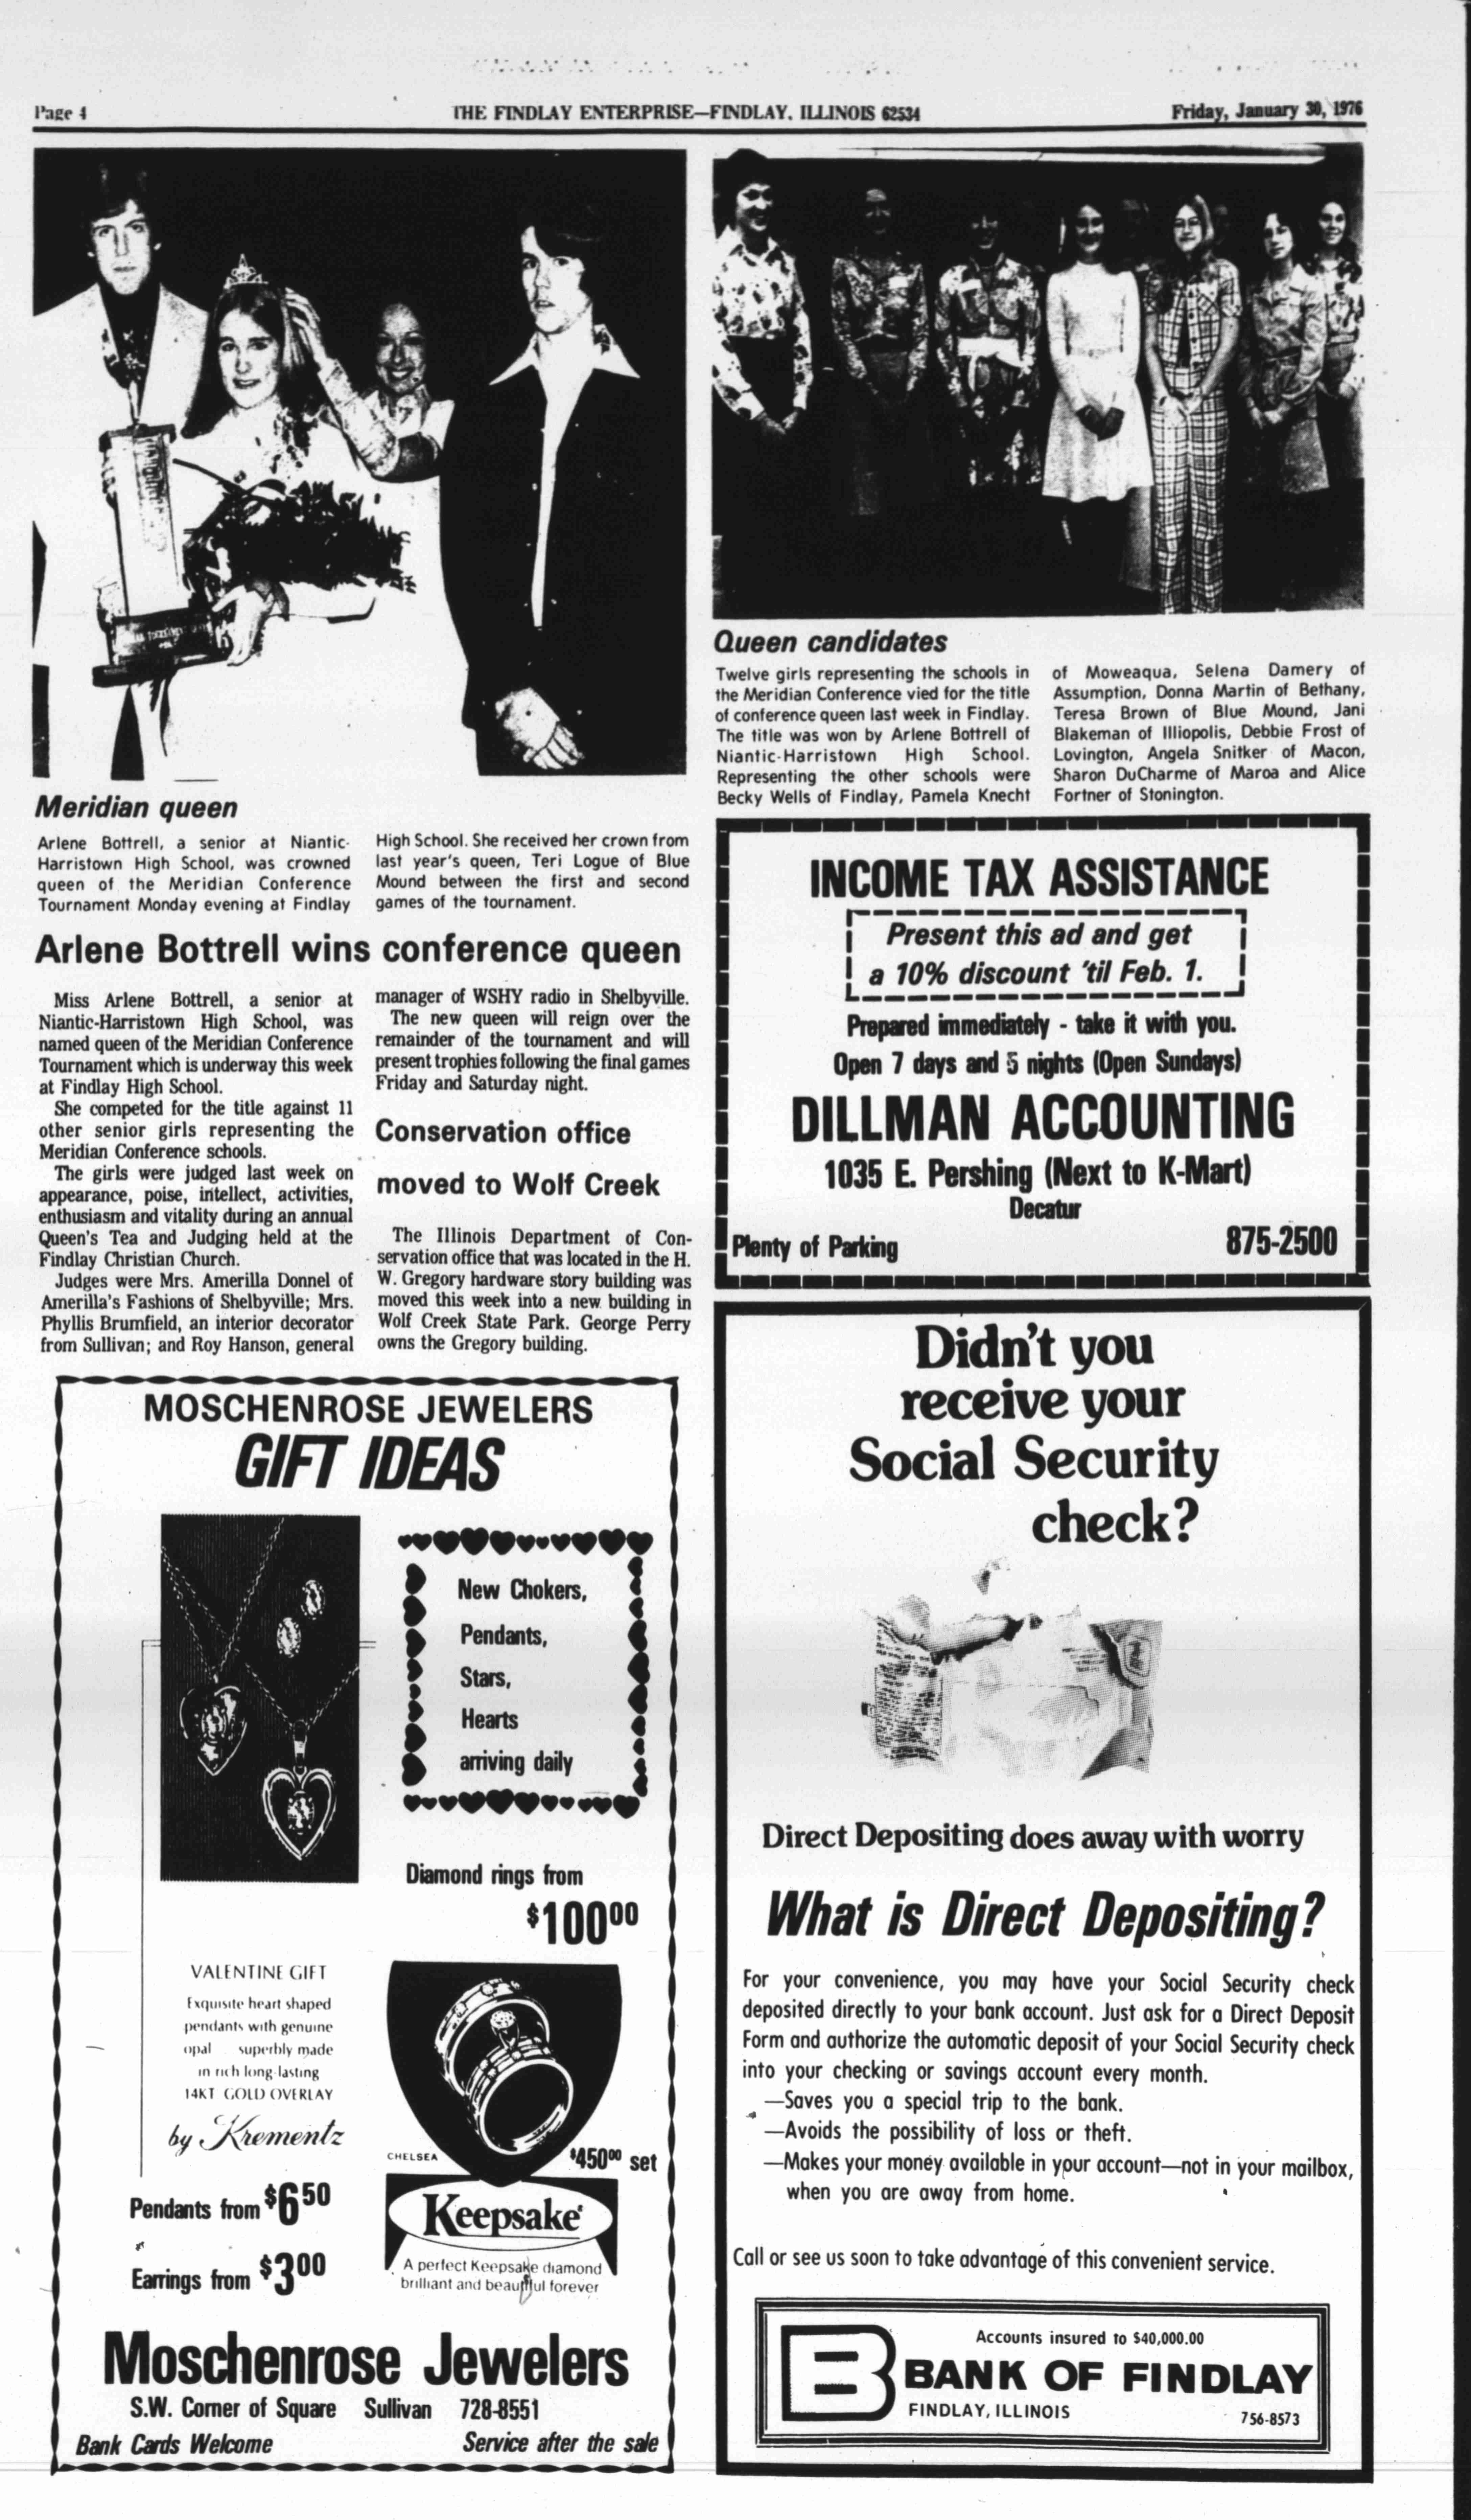 Page 4
THE FINDLAY ENTERPRISE—FINDLAY, ILLINOIS 62534
Friday, January 30, 1976
Meridian queen
Arlene Bottrell, a senior at Niantic-
Harristown High School, was crowned
queen of the Meridian Conference
Tournament Monday evening at Findlay
High School. She received her crown from
last year's queen, Teri Logue of Blue
Mound between the first and second
games of the tournament.
Queen candidates
Twelve girls representing the schools in
the Meridian Conference vied for the title
of conference queen last week in Findlay.
The title was won by Arlene Bottrell of
Niantic-Harristown High School.
Representing the other schools were
Becky Wells of Findlay, Pamela Knecht
of Moweaqua, Selena Damery of
Assumption, Donna Martin of Bethany,
Teresa Brown of Blue Mound, Jani
Blakeman of Illiopolis, Debbie Frost of
Lovington, Angela Snitker of Macon,
Sharon DuCharme of Maroa and Alice
Fortner of Stonington.
Arlene Bottrell wins conference queen
Miss Arlene Bottrell, a senior at
Niantic-Harristown High School, was
named queen of the Meridian Conference
Tournament which is underway this week
at Findlay High School.
She competed for the title against 11
other senior girls representing the
Meridian Conference schools.
The girls were judged last week on
appearance, poise, intellect, activities,
enthusiasm and vitality during an annual
Queen's Tea and Judging held at the
Findlay Christian Church.
Judges were Mrs. Amerilla Donnel of
Amerilla's Fashions of Shelbyville; Mrs.
Phyllis Brumfield, an interior decorator
from Sullivan; and Roy Hanson, general
manager of WSHY radio in Shelbyville.
The new queen will reign over the
remainder of the tournament and will
present trophies following the final games
Friday and Saturday night.
Conservation office
moved to Wolf Creek
The Illinois Department of Con-
servation office that was located in the H.
W. Gregory hardware story building was
moved this week into a new building in
Wolf Creek State Park. George Perry
owns the Gregory building.
INCOME TAX ASSISTANCE
Present this ad and get
a 10% discount 'til Feb. 1.
Prepared immediately - take it with you.
Open 7 days and 5 nights (Open Sundays)
DILLMAN ACCOUNTING
1035 E. Pershing (Next to K-Mart)
Decatur
Plenty of Parking
875-2500
MOSCHENROSE JEWELERS
GIFT IDEAS
New Chokers,
Pendants,
Stars,
Hearts
arriving daily
Diamond rings from
$100⁰⁰
VALENTINE GIFT
Exquisite heart shaped
pendants with genuine
opal superbly made
in rich long-lasting
14KT GOLD OVERLAY
by Krementz
Pendants from $6⁵⁰
Earrings from $3⁰⁰
CHELSEA
$450⁰⁰ set
Keepsake
A perfect Keepsake diamond
brilliant and beautiful forever
Moschenrose Jewelers
S.W. Corner of Square Sullivan 728-8551
Bank Cards Welcome
Service after the sale
Didn't you
receive your
Social Security
check?
Direct Depositing does away with worry
What is Direct Depositing?
For your convenience, you may have your Social Security check
deposited directly to your bank account. Just ask for a Direct Deposit
Form and authorize the automatic deposit of your Social Security check
into your checking or savings account every month.
—Saves you a special trip to the bank.
—Avoids the possibility of loss or theft.
—Makes your money available in your account—not in your mailbox,
when you are away from home.
Call or see us soon to take advantage of this convenient service.
B
Accounts insured to $40,000.00
BANK OF FINDLAY
FINDLAY, ILLINOIS
756-8573